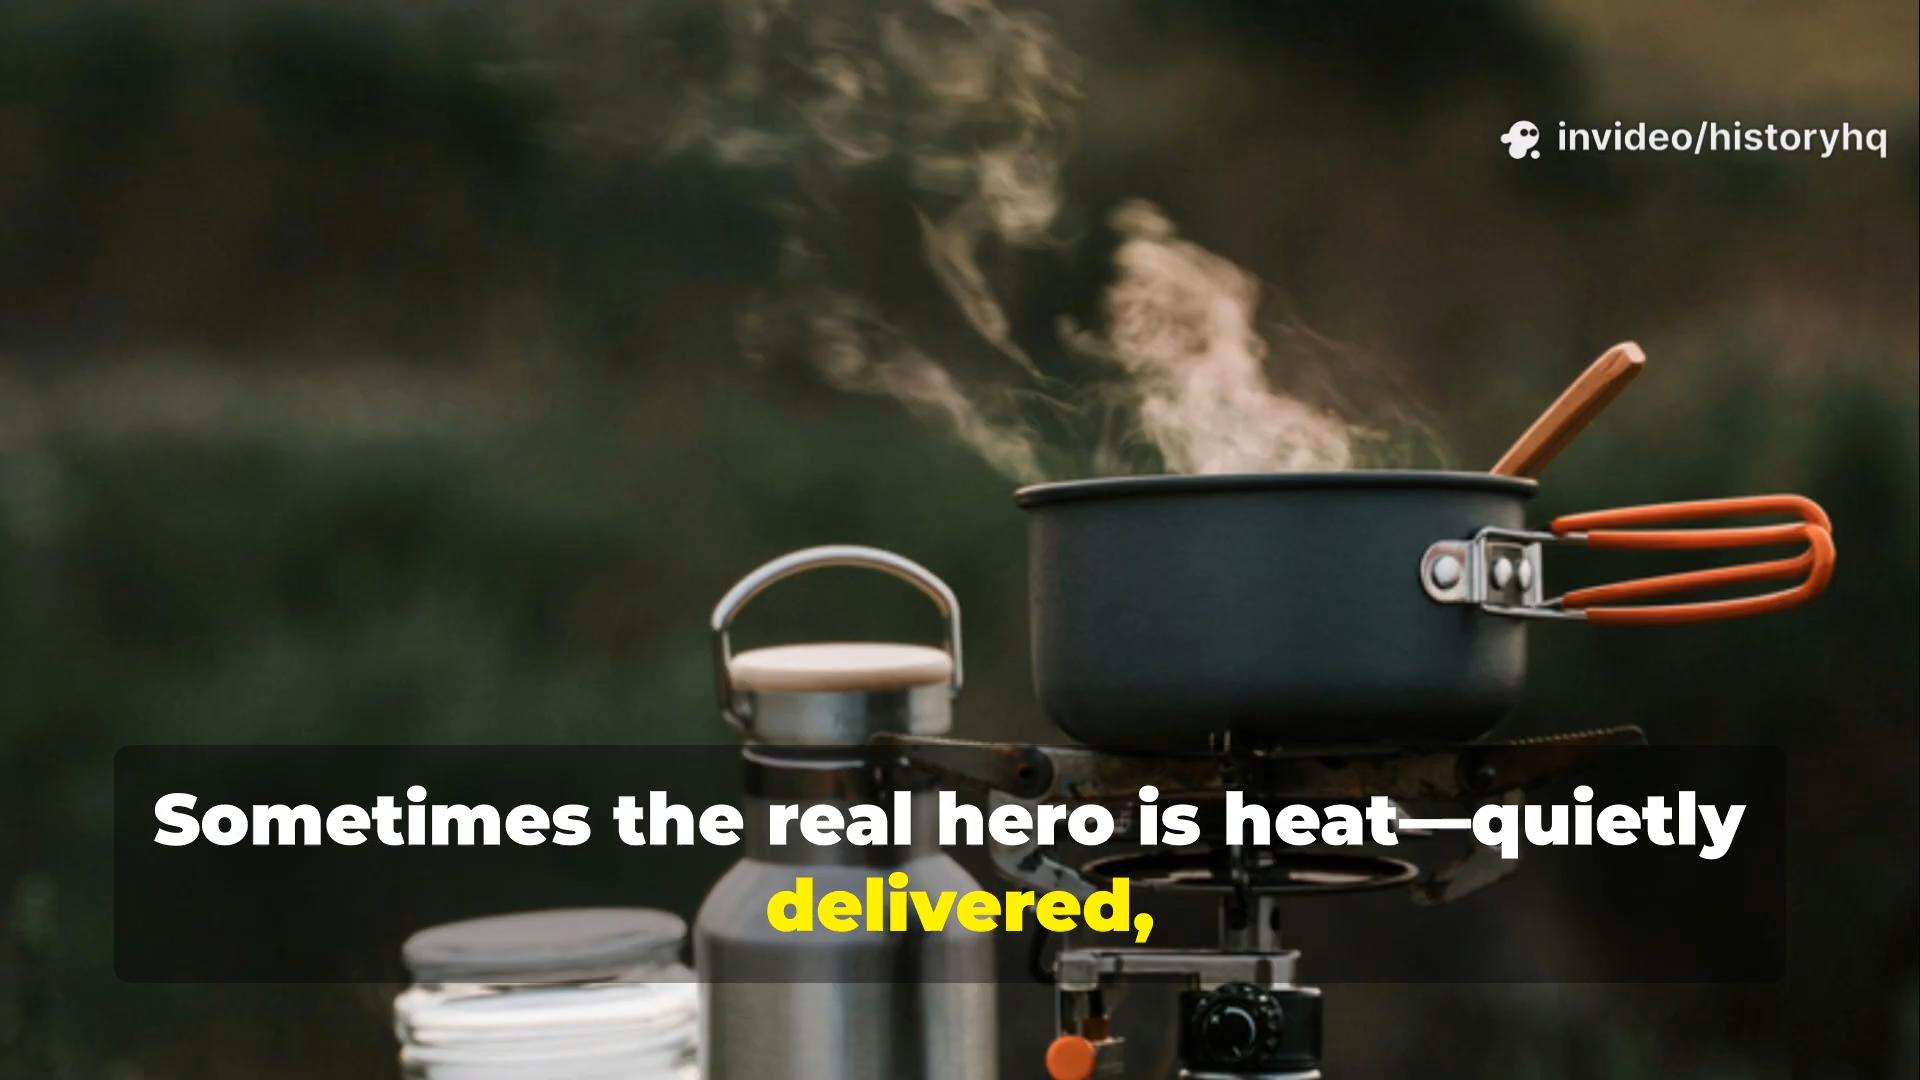 invideo/historyhq
Sometimes the real hero is heat—quietly
delivered,